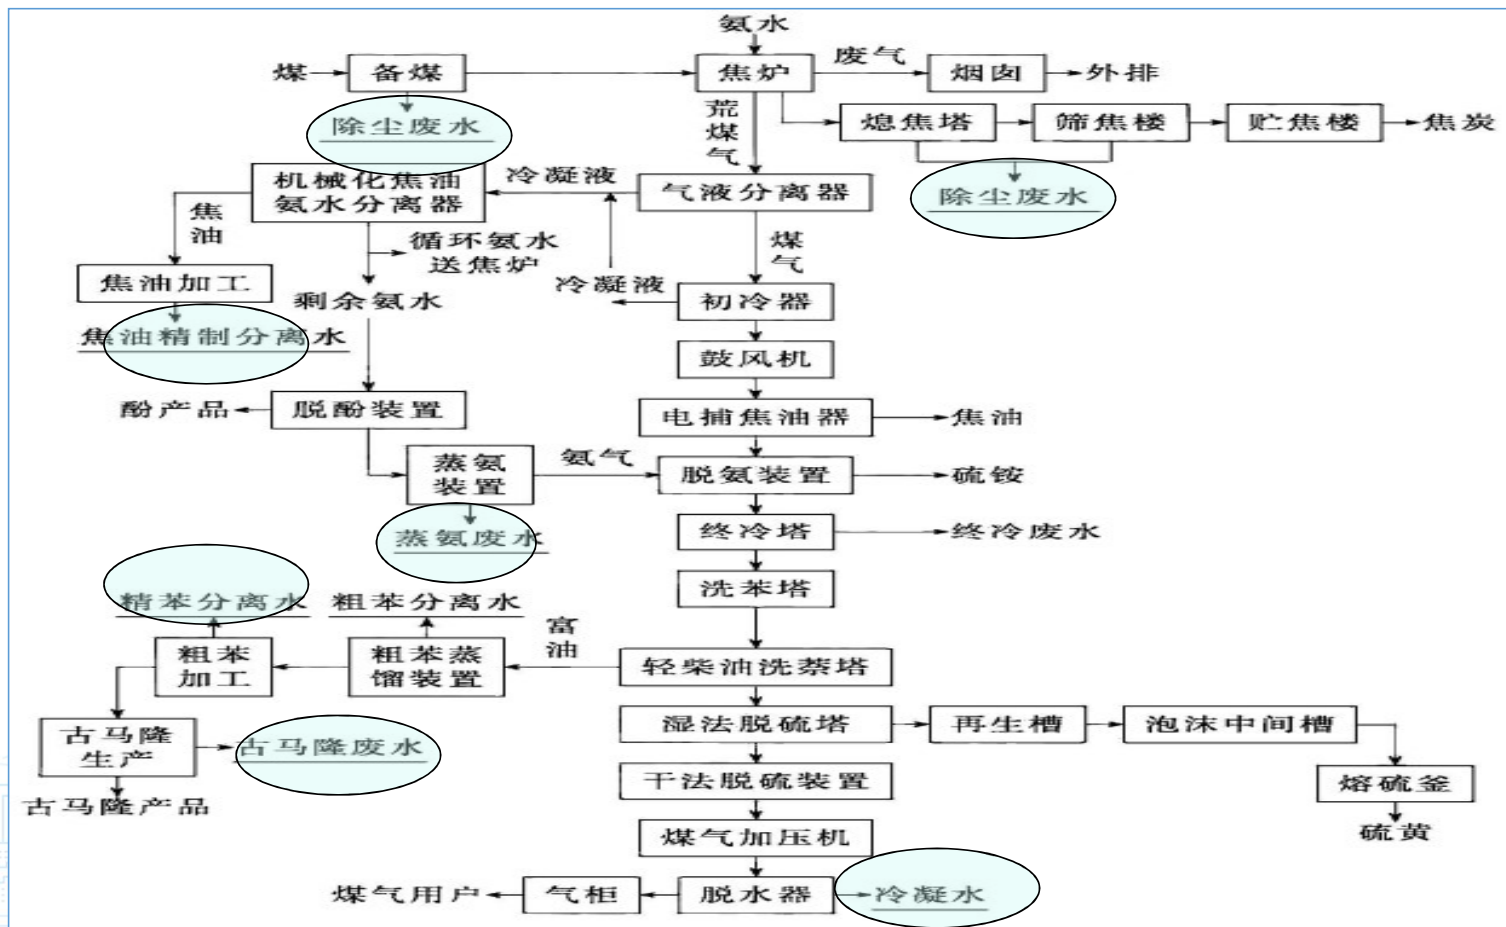 氨水
煤
备煤
焦炉
废气
烟囱
外排
除尘废水
荒
煤
气
熄焦塔
筛焦楼
贮焦楼
焦炭
机械化焦油
氨水分离器
冷凝液
气液分离器
除尘废水
焦
油
循环氨水
送焦炉
煤
气
焦油加工
剩余氨水
冷凝液
初冷器
焦油精制分离水
鼓风机
酚产品
脱酚装置
电捕焦油器
焦油
蒸氨
装置
氨气
脱氨装置
硫铵
蒸氨废水
终冷塔
终冷废水
洗苯塔
精苯分离水
粗苯分离水
富
油
粗苯
加工
粗苯蒸
馏装置
轻柴油洗萘塔
古马隆
生产
古马隆废水
湿法脱硫塔
再生槽
泡沫中间槽
干法脱硫装置
熔硫釜
古马隆产品
煤气加压机
硫黄
煤气用户
气柜
脱水器
冷凝水